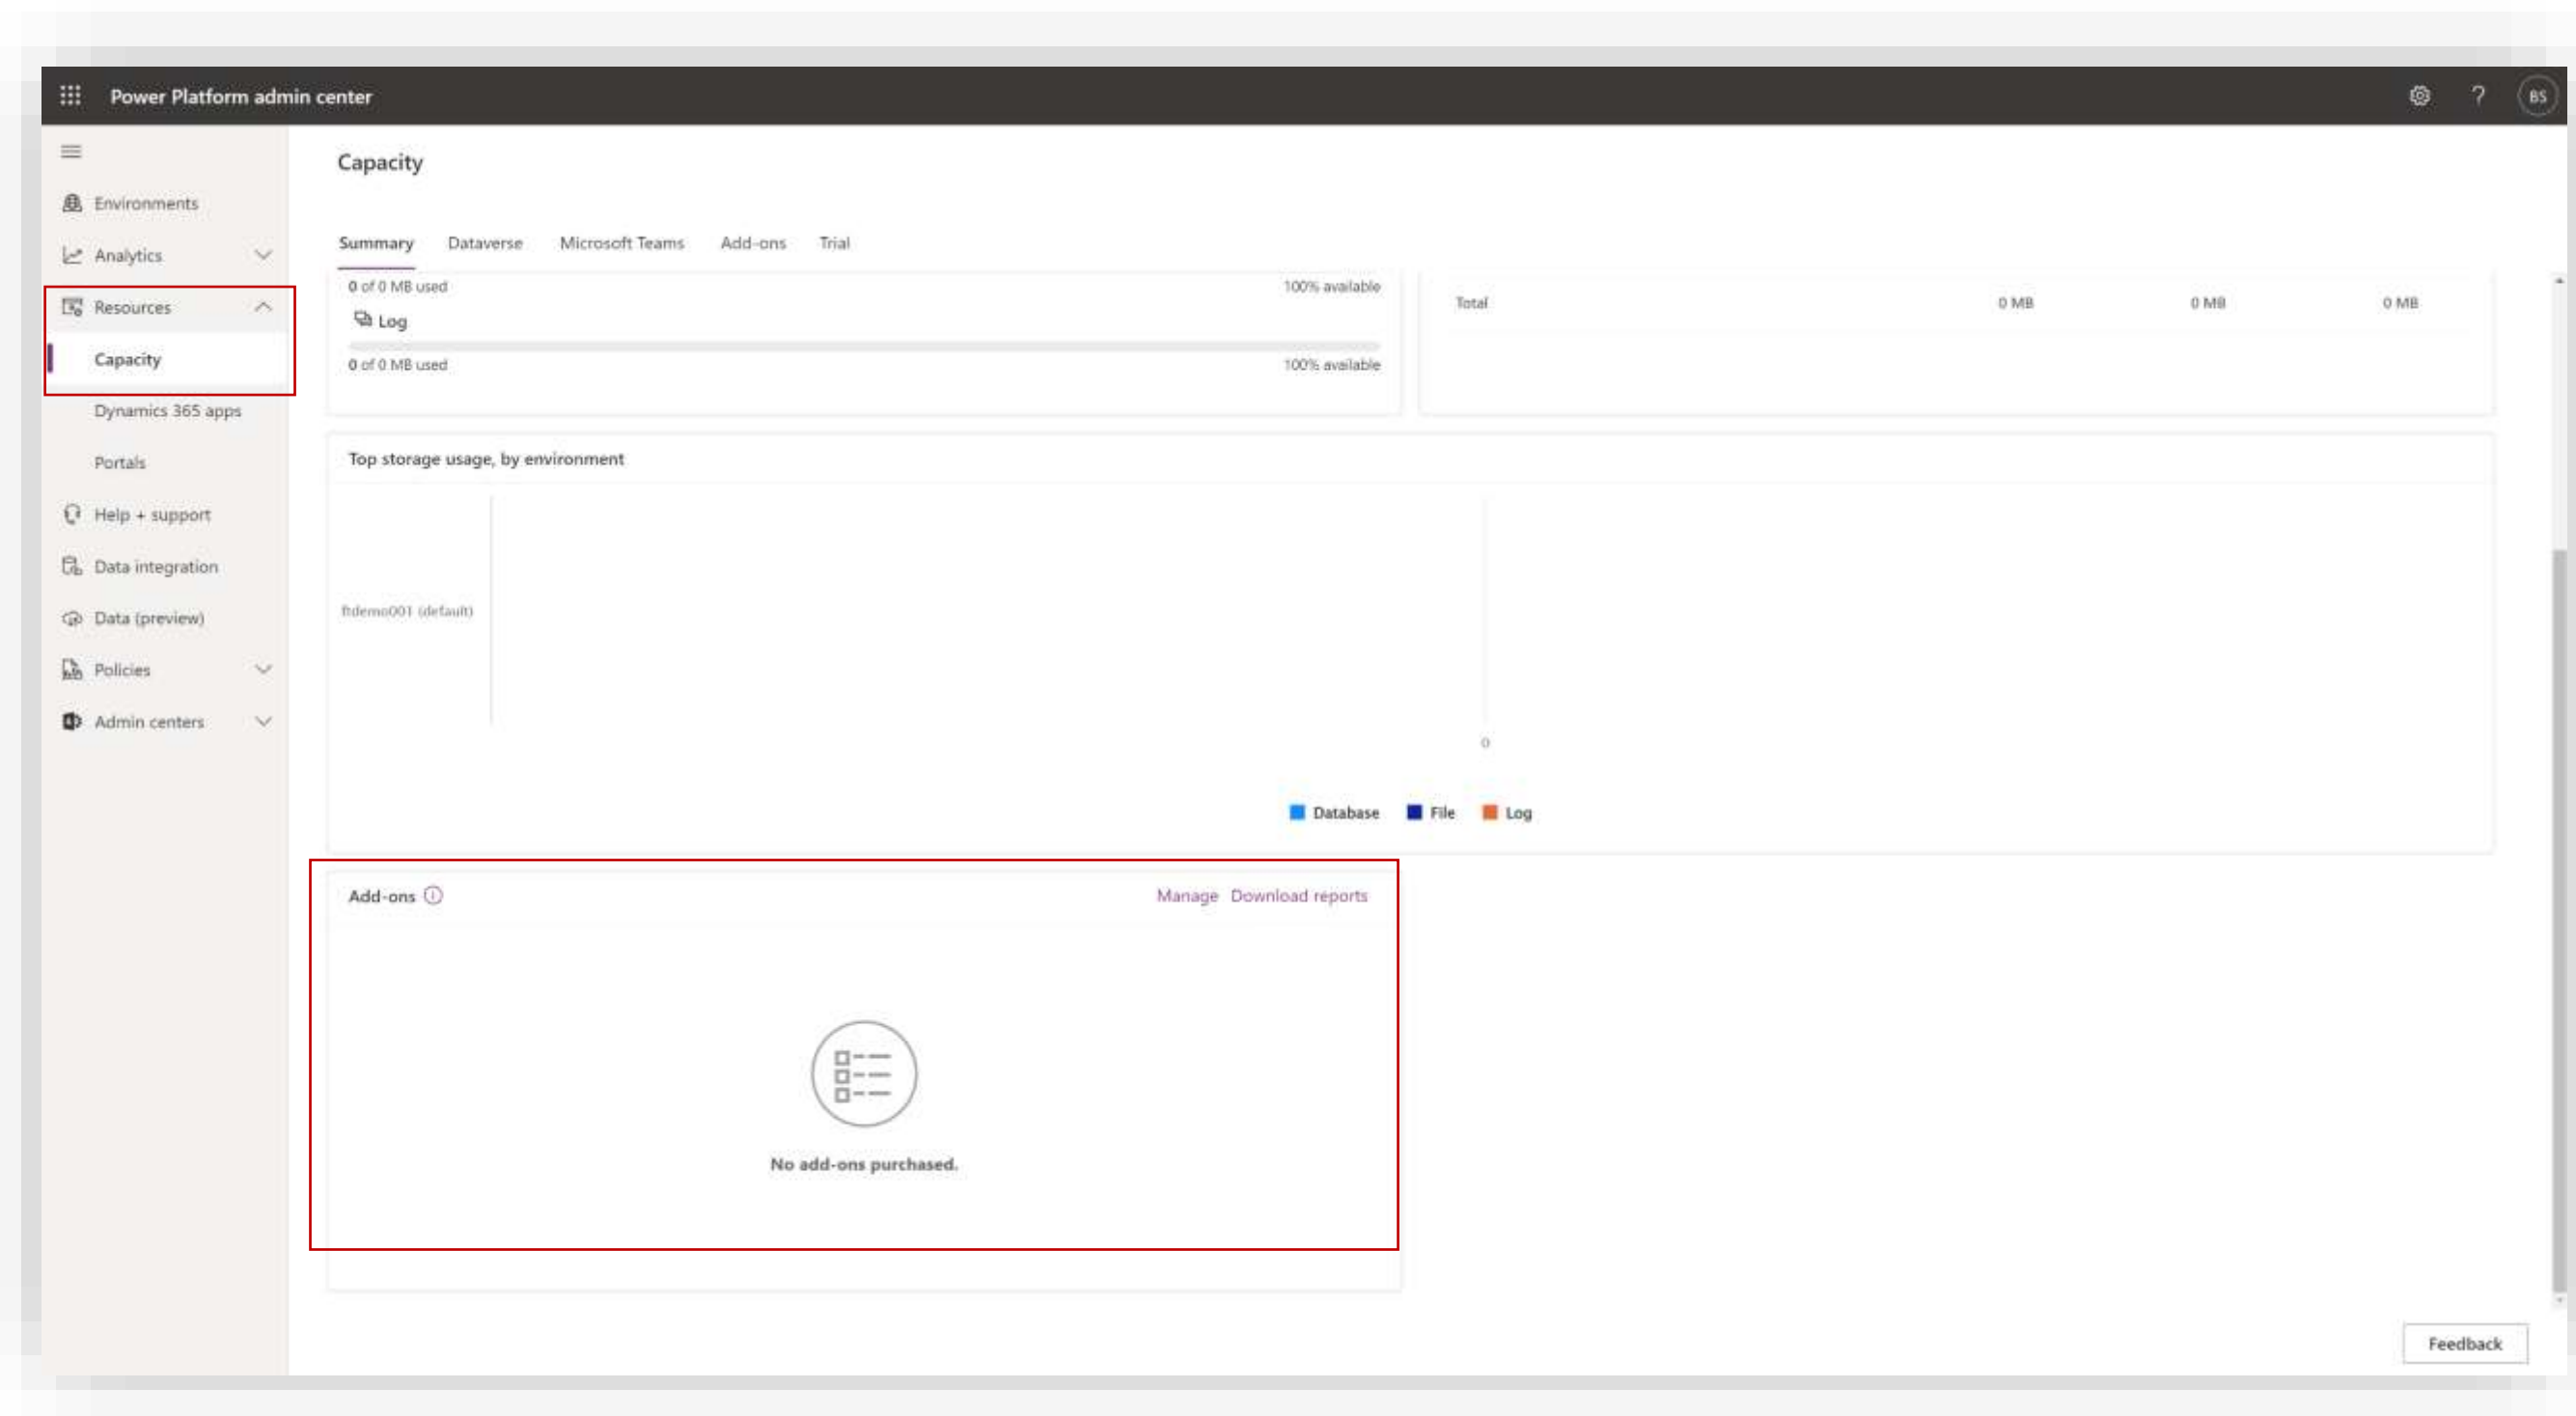 Power Platform admin center
?
BS
Environments
Analytics
Resources
Capacity
Dynamics 365 apps
Portals
Help + support
Data integration
Data (preview)
Policies
Admin centers
Capacity
Summary Dataverse Microsoft Teams Add-ons Trial
0 of 0 MB used 100% available
Log
0 of 0 MB used 100% available
Total 0 MB 0 MB 0 MB
Top storage usage, by environment
(default)
0
Database File Log
Add-ons Manage Download reports
No add-ons purchased.
Feedback